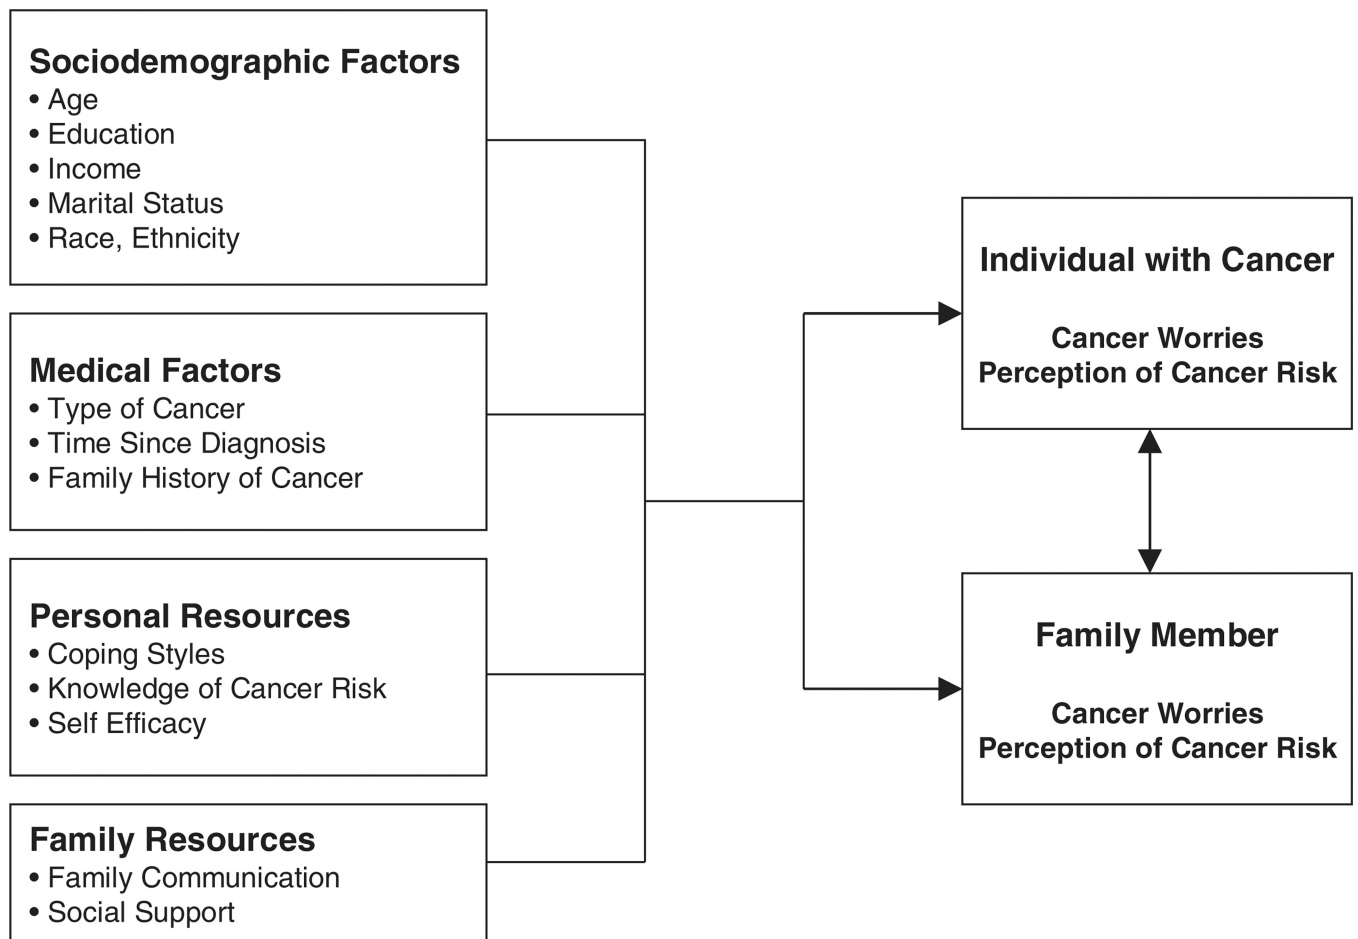 Sociodemographic Factors
• Age
• Education
• Income
• Marital Status
• Race, Ethnicity
Medical Factors
• Type of Cancer
• Time Since Diagnosis
• Family History of Cancer
Personal Resources
• Coping Styles
• Knowledge of Cancer Risk
• Self Efficacy
Family Resources
• Family Communication
• Social Support
Individual with Cancer
Cancer Worries
Perception of Cancer Risk
Family Member
Cancer Worries
Perception of Cancer Risk